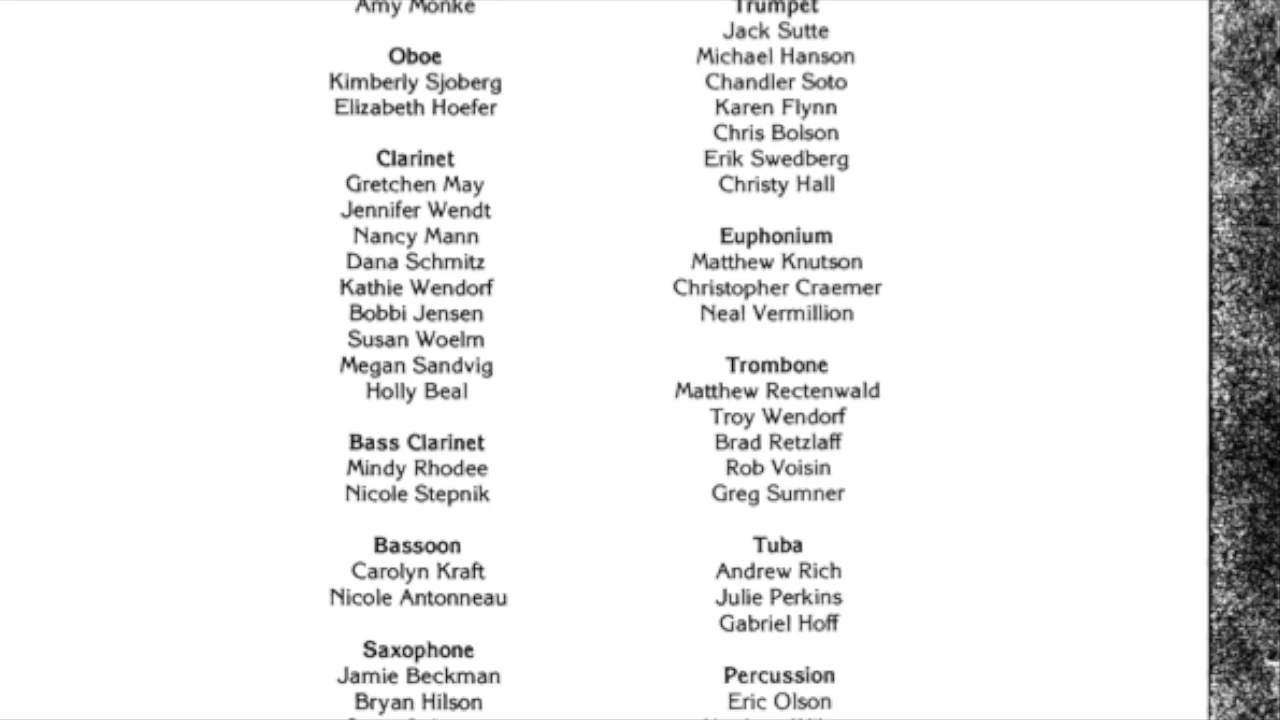 Amy Monke
Oboe
Kimberly Sjoberg
Elizabeth Hoefer
Clarinet
Gretchen May
Jennifer Wendt
Nancy Mann
Dana Schmitz
Kathie Wendorf
Bobbi Jensen
Susan Woelm
Megan Sandvig
Holly Beal
Bass Clarinet
Mindy Rhodee
Nicole Stepnik
Bassoon
Carolyn Kraft
Nicole Antonneau
Saxophone
Jamie Beckman
Bryan Hilson
Trumpet
Jack Sutte
Michael Hanson
Chandler Soto
Karen Flynn
Chris Bolson
Erik Swedberg
Christy Hall
Euphonium
Matthew Knutson
Christopher Craemer
Neal Vermillion
Trombone
Matthew Rectenwald
Troy Wendorf
Brad Retzlaff
Rob Voisin
Greg Sumner
Tuba
Andrew Rich
Julie Perkins
Gabriel Hoff
Percussion
Eric Olson